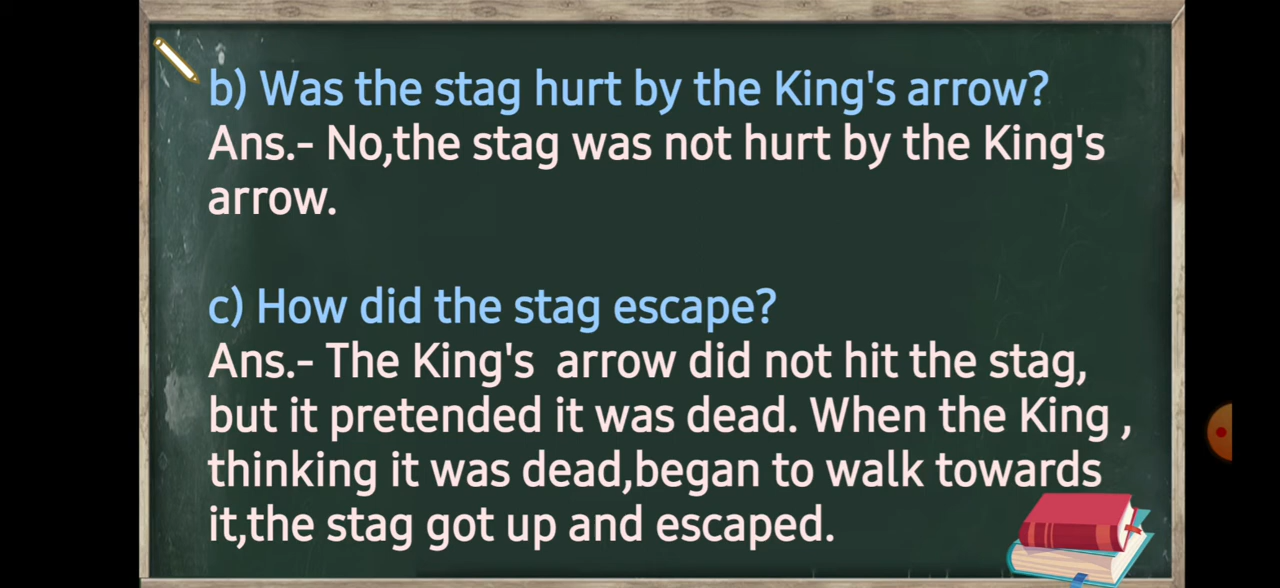 b) Was the stag hurt by the King's arrow?
Ans.- No,the stag was not hurt by the King's
arrow.
c) How did the stag escape?
Ans.- The King's  arrow did not hit the stag,
but it pretended it was dead. When the King ,
thinking it was dead,began to walk towards
it,the stag got up and escaped.